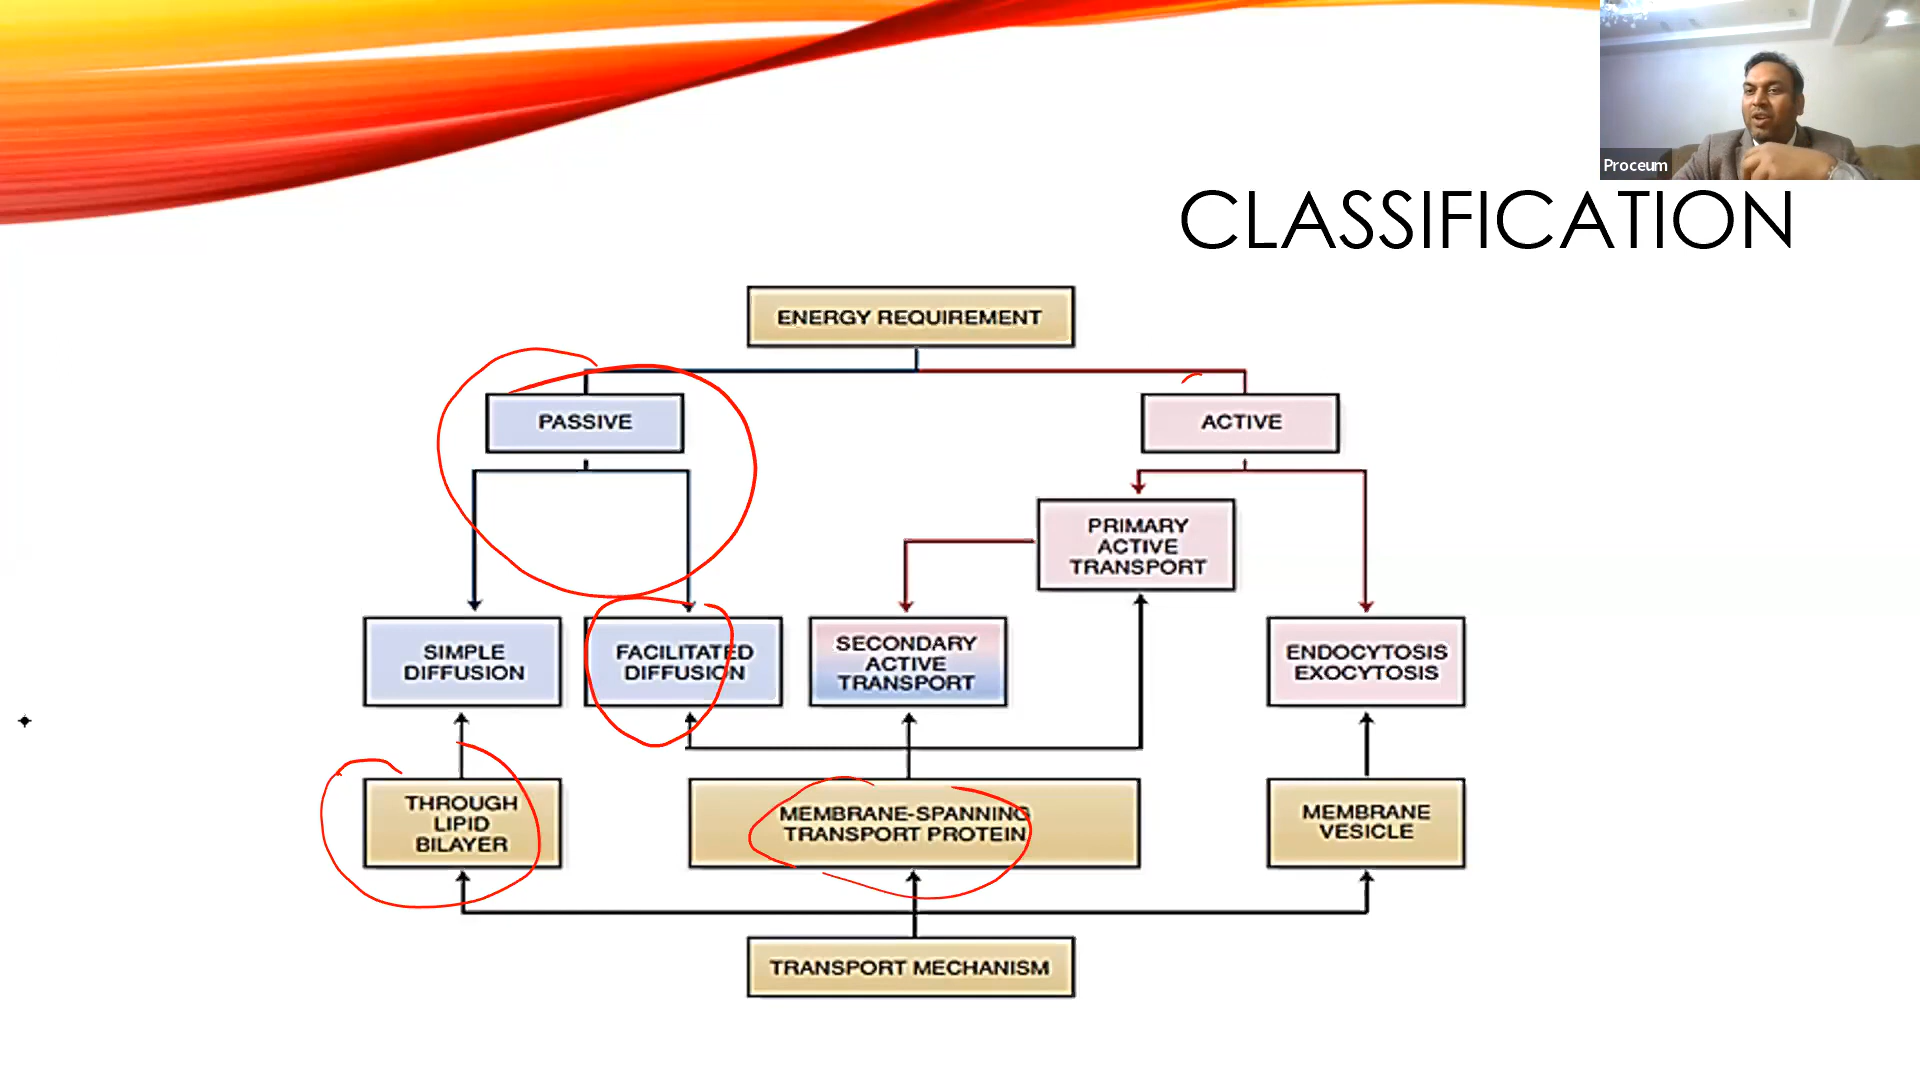 Proceum
CLASSIFICATION
ENERGY REQUIREMENT
PASSIVE
ACTIVE
PRIMARY
ACTIVE
TRANSPORT
SIMPLE
DIFFUSION
FACILITATED
DIFFUSION
SECONDARY
ACTIVE
TRANSPORT
ENDOCYTOSIS
EXOCYTOSIS
THROUGH
LIPID
BILAYER
MEMBRANE-SPANNING
TRANSPORT PROTEIN
MEMBRANE
VESICLE
TRANSPORT MECHANISM